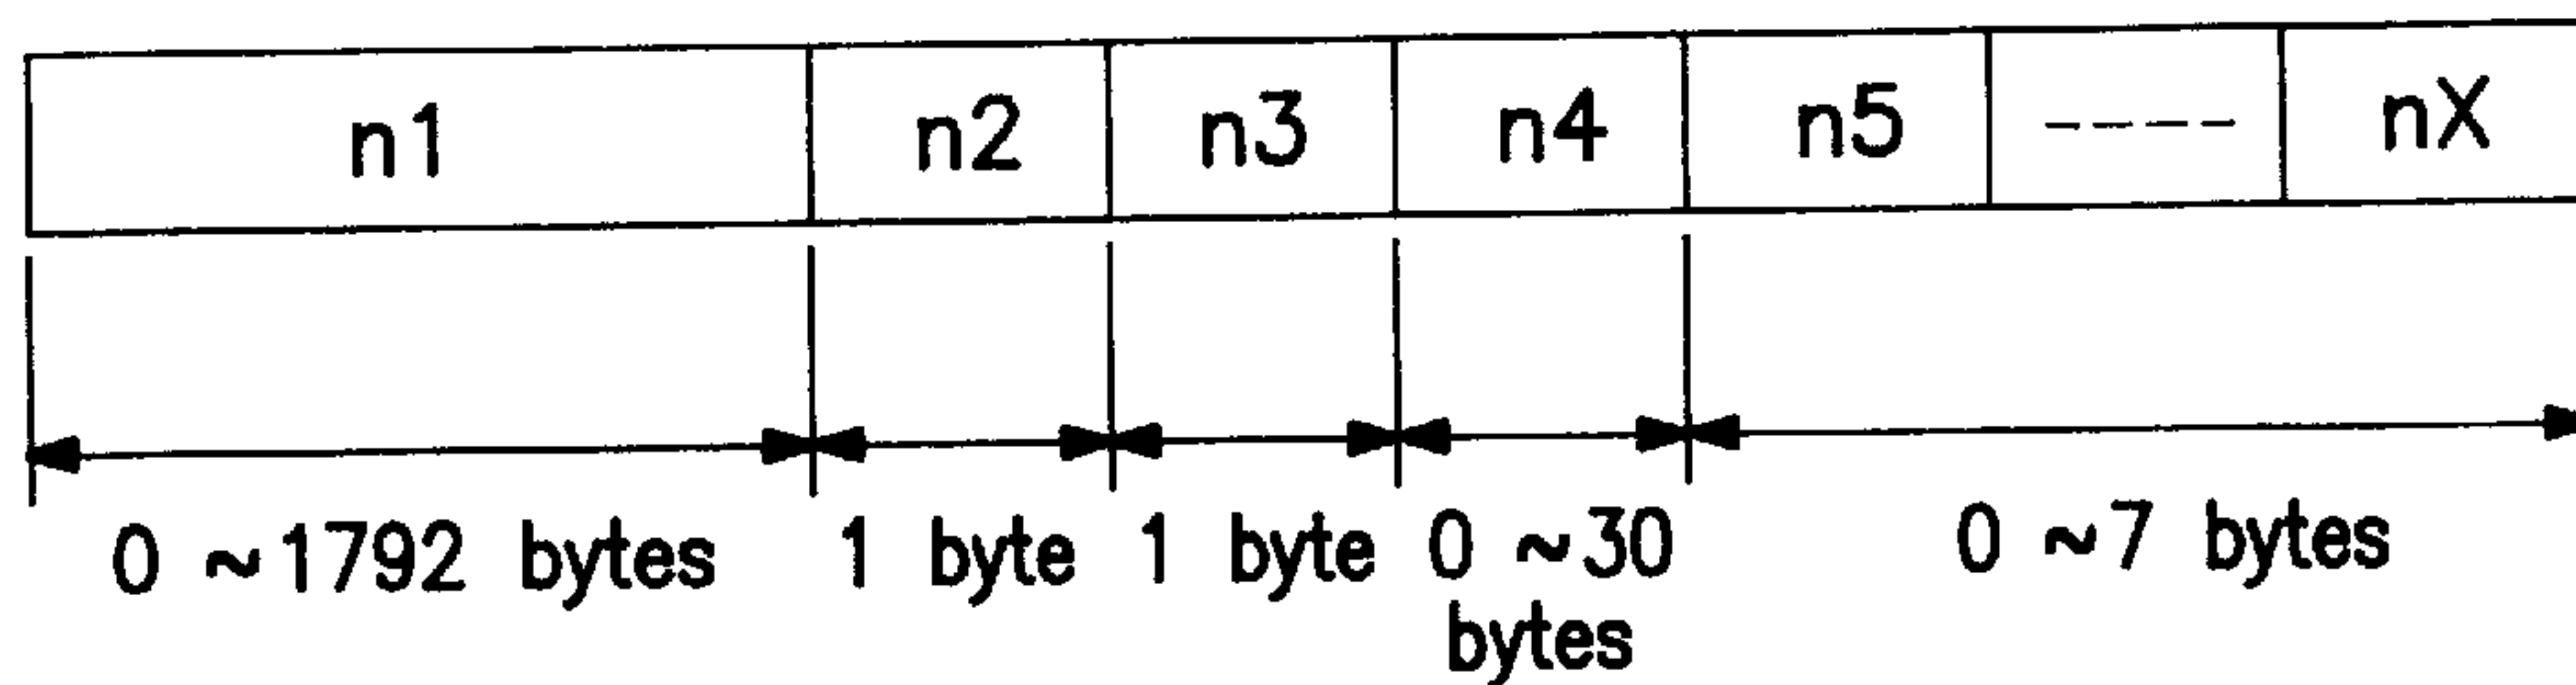 n1 n2 n3 n4 n5 ---- nX
0 ~1792 bytes 1 byte 1 byte 0 ~30 bytes 0 ~7 bytes